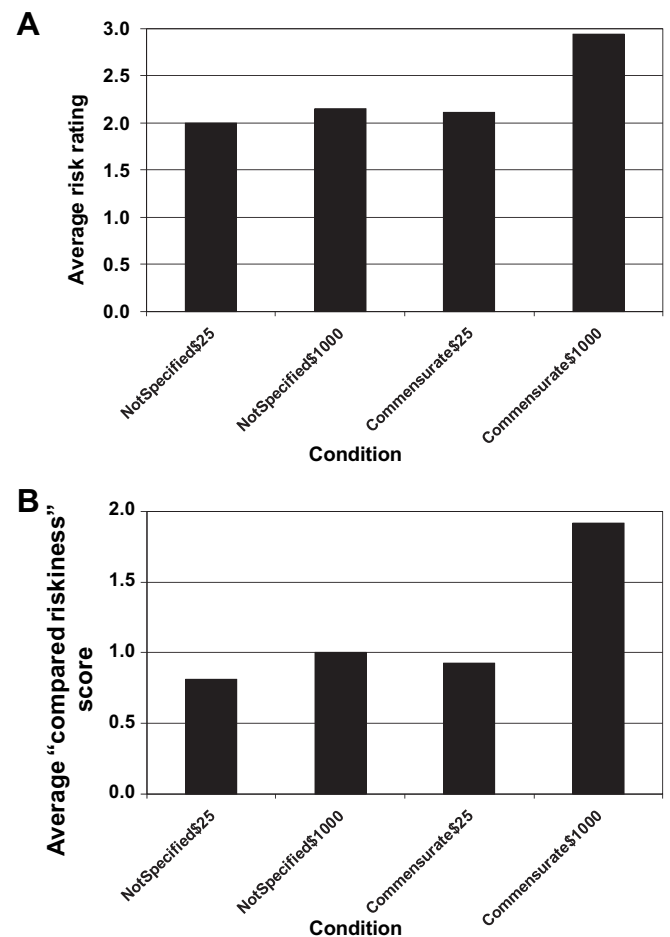 A
3.0
2.5
2.0
1.5
1.0
0.5
0.0
Average risk rating
NotSpecified$25
NotSpecified$1000
Commensurate$25
Commensurate$1000
Condition
B
2.0
1.5
1.0
0.5
0.0
Average “compared riskiness”
score
NotSpecified$25
NotSpecified$1000
Commensurate$25
Commensurate$1000
Condition